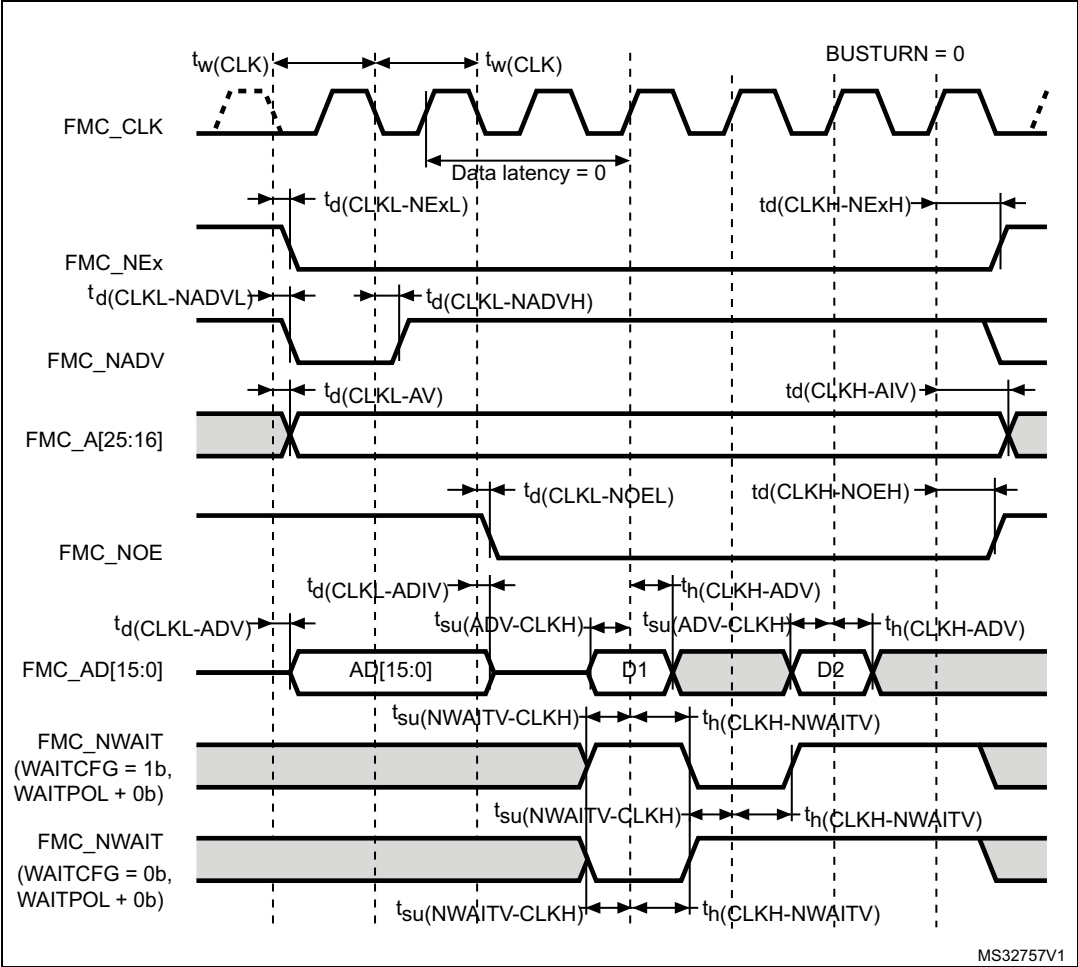 tw(CLK) tw(CLK) BUSTURN = 0
FMC_CLK
Data latency = 0
td(CLKL-NExL) td(CLKH-NExH)
FMC_NEx
td(CLKL-NADVL) td(CLKL-NADVH)
FMC_NADV
td(CLKL-AV) td(CLKH-AIV)
FMC_A[25:16]
td(CLKL-NOEL) td(CLKH-NOEH)
FMC_NOE
td(CLKL-ADIV) th(CLKH-ADV)
td(CLKL-ADV) tsu(ADV-CLKH) tsu(ADV-CLKH) th(CLKH-ADV)
FMC_AD[15:0] AD[15:0] D1 D2
tsu(NWAITV-CLKH) th(CLKH-NWAITV)
FMC_NWAIT
(WAITCFG = 1b,
WAITPOL + 0b)
tsu(NWAITV-CLKH) th(CLKH-NWAITV)
FMC_NWAIT
(WAITCFG = 0b,
WAITPOL + 0b)
tsu(NWAITV-CLKH) th(CLKH-NWAITV)
MS32757V1